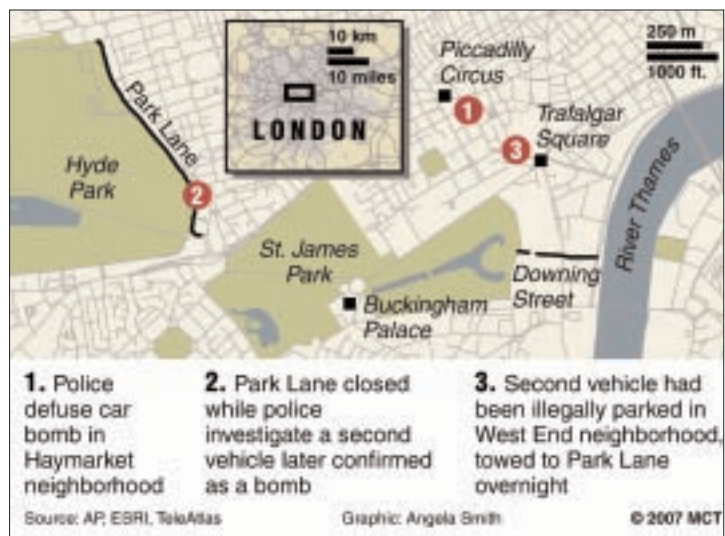 10 km
10 miles
LONDON
Piccadilly
Circus
1
250 m
1000 ft.
Trafalgar
Square
3
Park Lane
Hyde
Park
2
River Thames
St. James
Park
Downing
Street
Buckingham
Palace
1. Police
defuse car
bomb in
Haymarket
neighborhood
2. Park Lane closed
while police
investigate a second
vehicle later confirmed
as a bomb
3. Second vehicle had
been illegally parked in
West End neighborhood,
towed to Park Lane
overnight
Source: AP, ESRI, TeleAtlas
Graphic: Angela Smith
© 2007 MCT